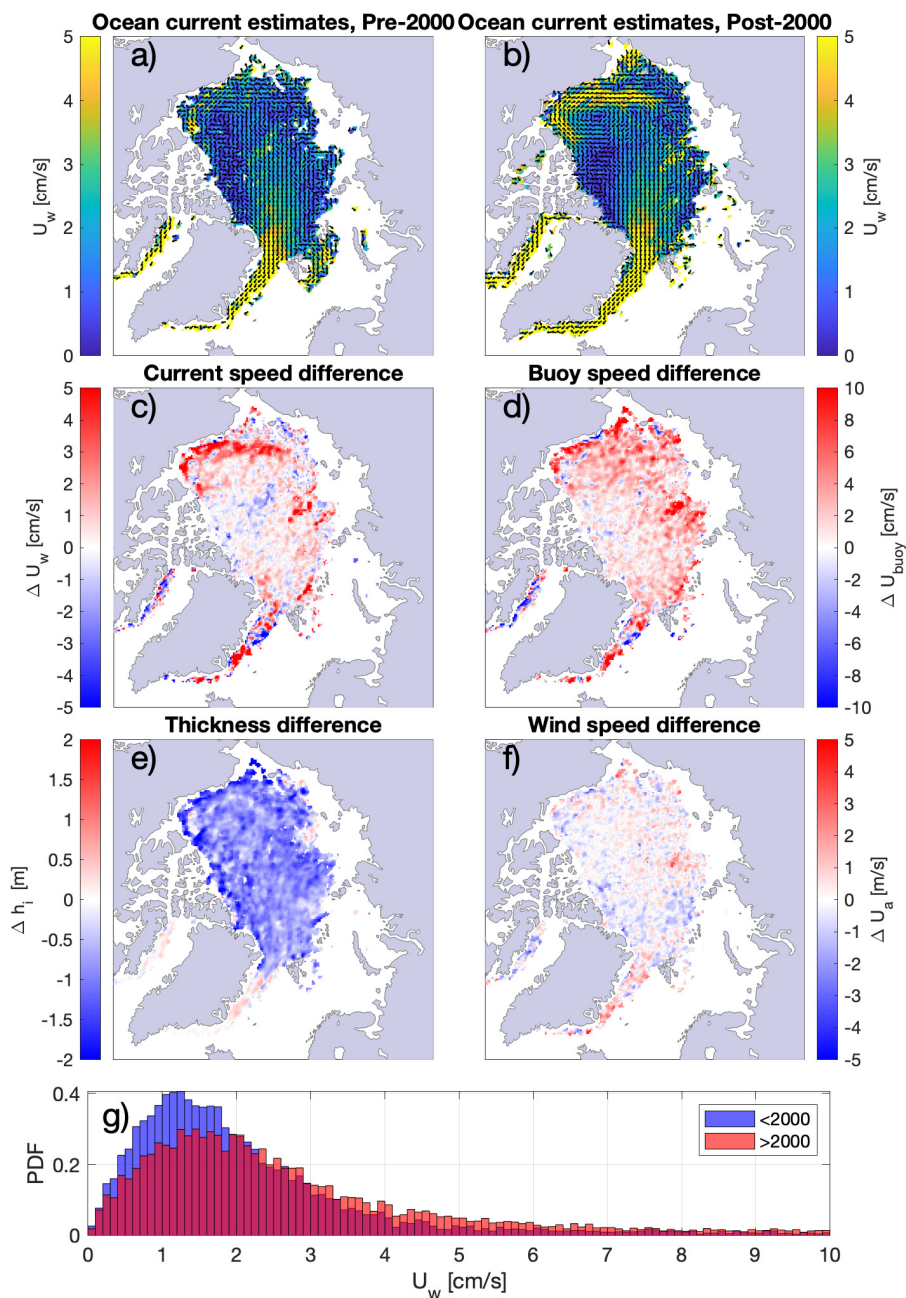 Ocean current estimates, Pre-2000
Ocean current estimates, Post-2000
a)
5
4
3
2
1
0
U_w [cm/s]
b)
5
4
3
2
1
0
U_w [cm/s]
Current speed difference
Buoy speed difference
c)
5
4
3
2
1
0
-1
-2
-3
-4
-5
Δ U_w [cm/s]
d)
10
8
6
4
2
0
-2
-4
-6
-8
-10
Δ U_buoy [cm/s]
Thickness difference
Wind speed difference
e)
2
1.5
1
0.5
0
-0.5
-1
-1.5
-2
Δ h_i [m]
f)
5
4
3
2
1
0
-1
-2
-3
-4
-5
Δ U_a [m/s]
g)
0.4
0.2
0
PDF
<2000
>2000
0 1 2 3 4 5 6 7 8 9 10
U_w [cm/s]